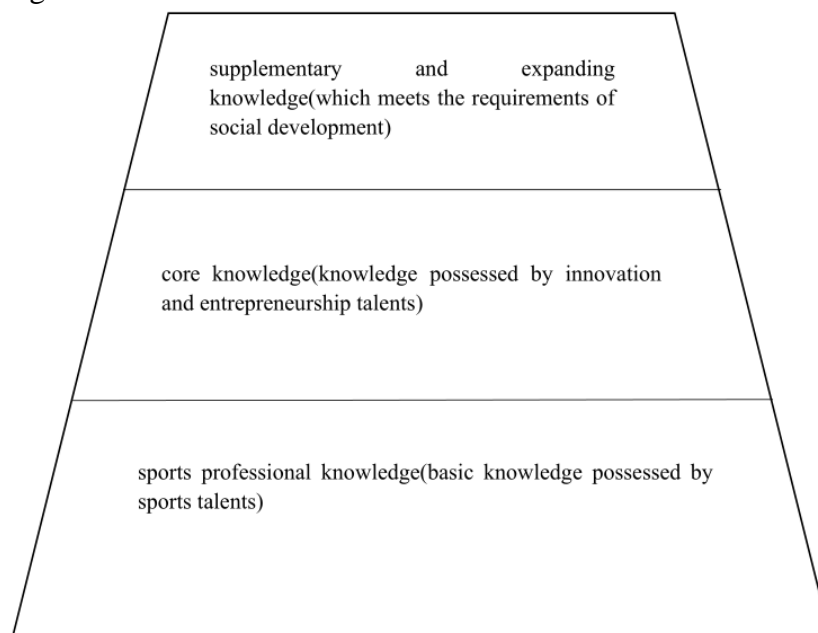 supplementary and expanding
knowledge(which meets the requirements of
social development)
core knowledge(knowledge possessed by innovation
and entrepreneurship talents)
sports professional knowledge(basic knowledge possessed by
sports talents)